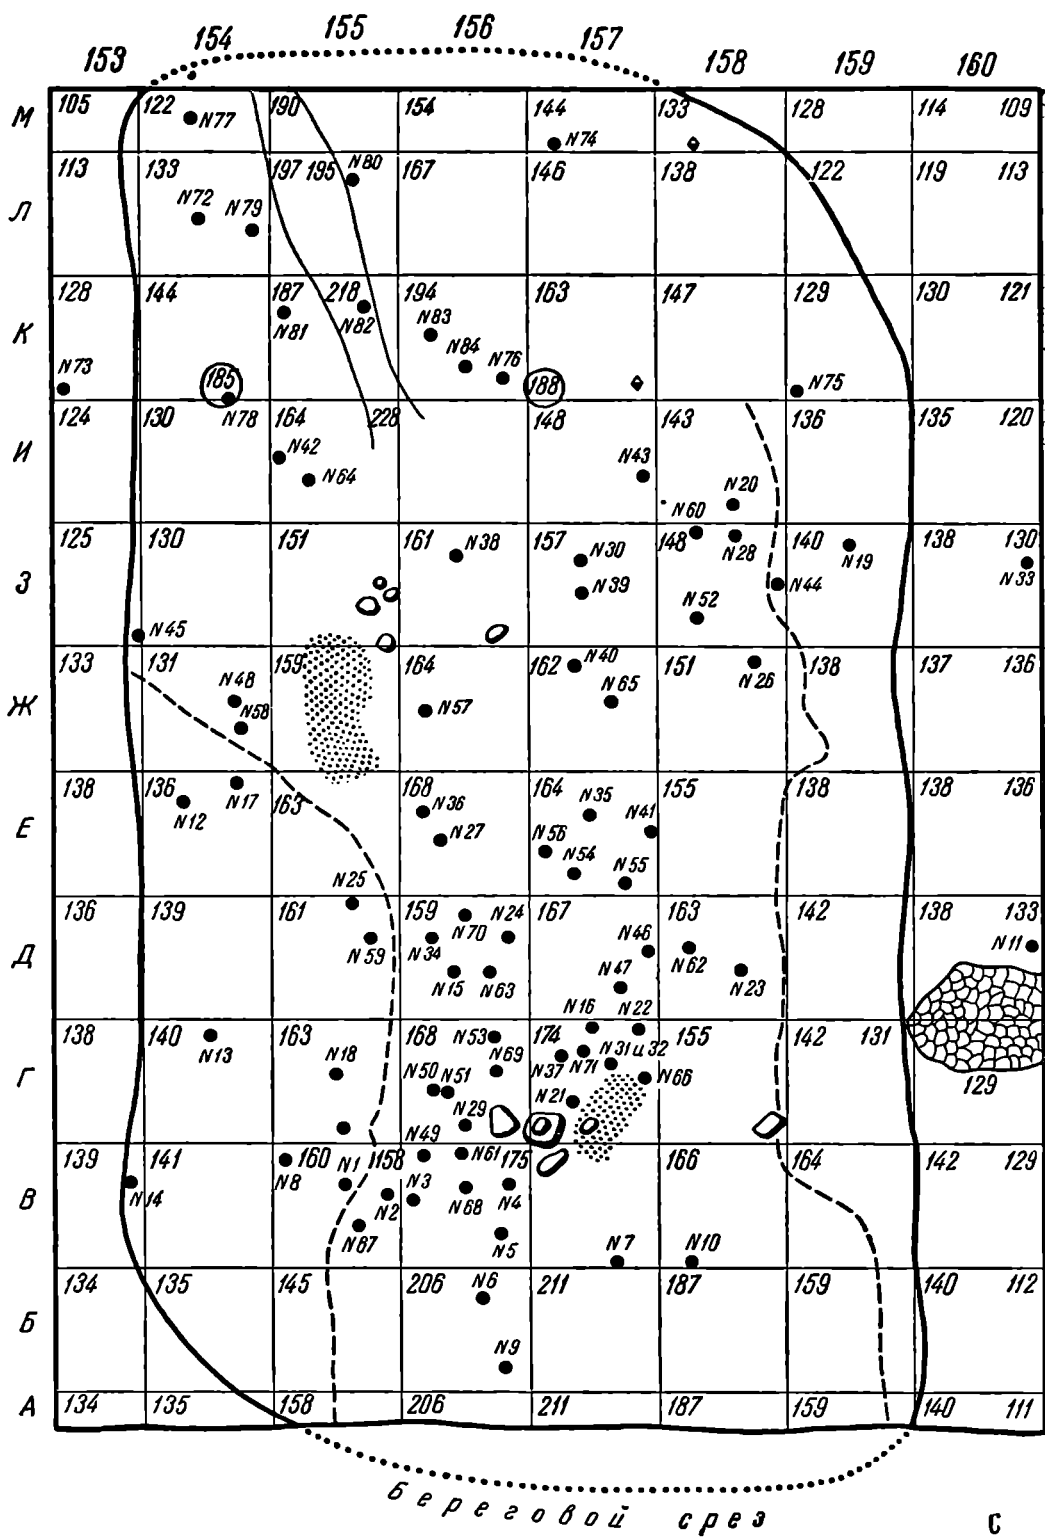 153 154 155 156 157 158 159 160
М 105 122 190 154 144 133 128 114 109
N77 N74
113 133 197 195 N80 167 146 138 122 119 113
Л N72 N79
128 144 187 218 194 163 147 129 130 121
К N81 N82 N83 N84 N76
N73 185 188 N75
124 130 N78 164 228 148 143 136 135 120
И N42 N64 N43 N20
N60
125 130 151 161 N38 157 N30 148 N28 140 N19 138 130
З N39 N44 N33
N52
N45
133 131 159 164 162 N40 151 N26 138 137 136
Ж N48 N58 N57 N65
138 136 N17 163 168 164 155 138 138 136
Е N12 N36 N27 N35 N41
N56 N54 N55
N25
136 139 161 159 N24 167 163 142 138 133
Д N59 N34 N70 N46 N62 N11
N15 N63 N47 N23
N16 N22
138 140 163 168 N53 174 155 142 131
N13 N18 N69 N37 N71 N31 и 32
Г N50 N51 N66 129
N29 N21
N49
139 141 160 N1 158 N61 175 166 164 142 129
N8
В N14 N2 N3 N68 N4
N67 N5 N7 N10
134 135 145 206 N6 211 187 159 140 112
Б
N9
А 134 135 158 206 211 187 159 140 111
береговой срез
С